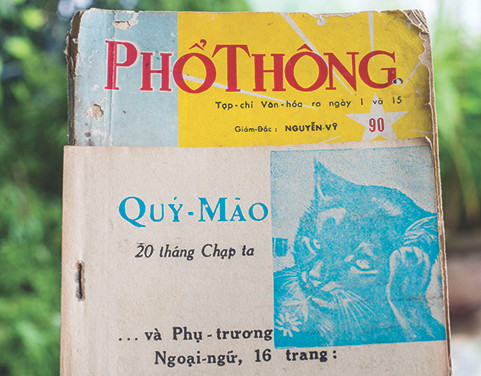 PHỔ THÔNG
Tạp-chí Văn-hóa ra ngày 1 và 15
Giám-Đốc : NGUYỄN VỸ
90
QUÝ-MÃO
20 tháng Chạp ta
...và Phụ-trương
Ngoại-ngữ, 16 trang :